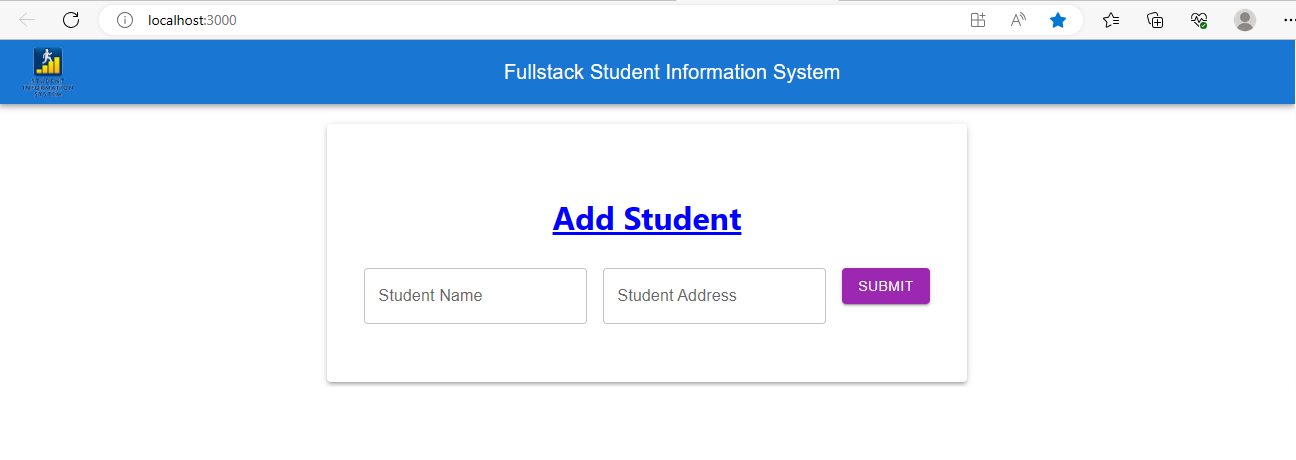 localhost:3000
STUDENT
INFORMATION
SYSTEM
Fullstack Student Information System
Add Student
Student Name
Student Address
SUBMIT